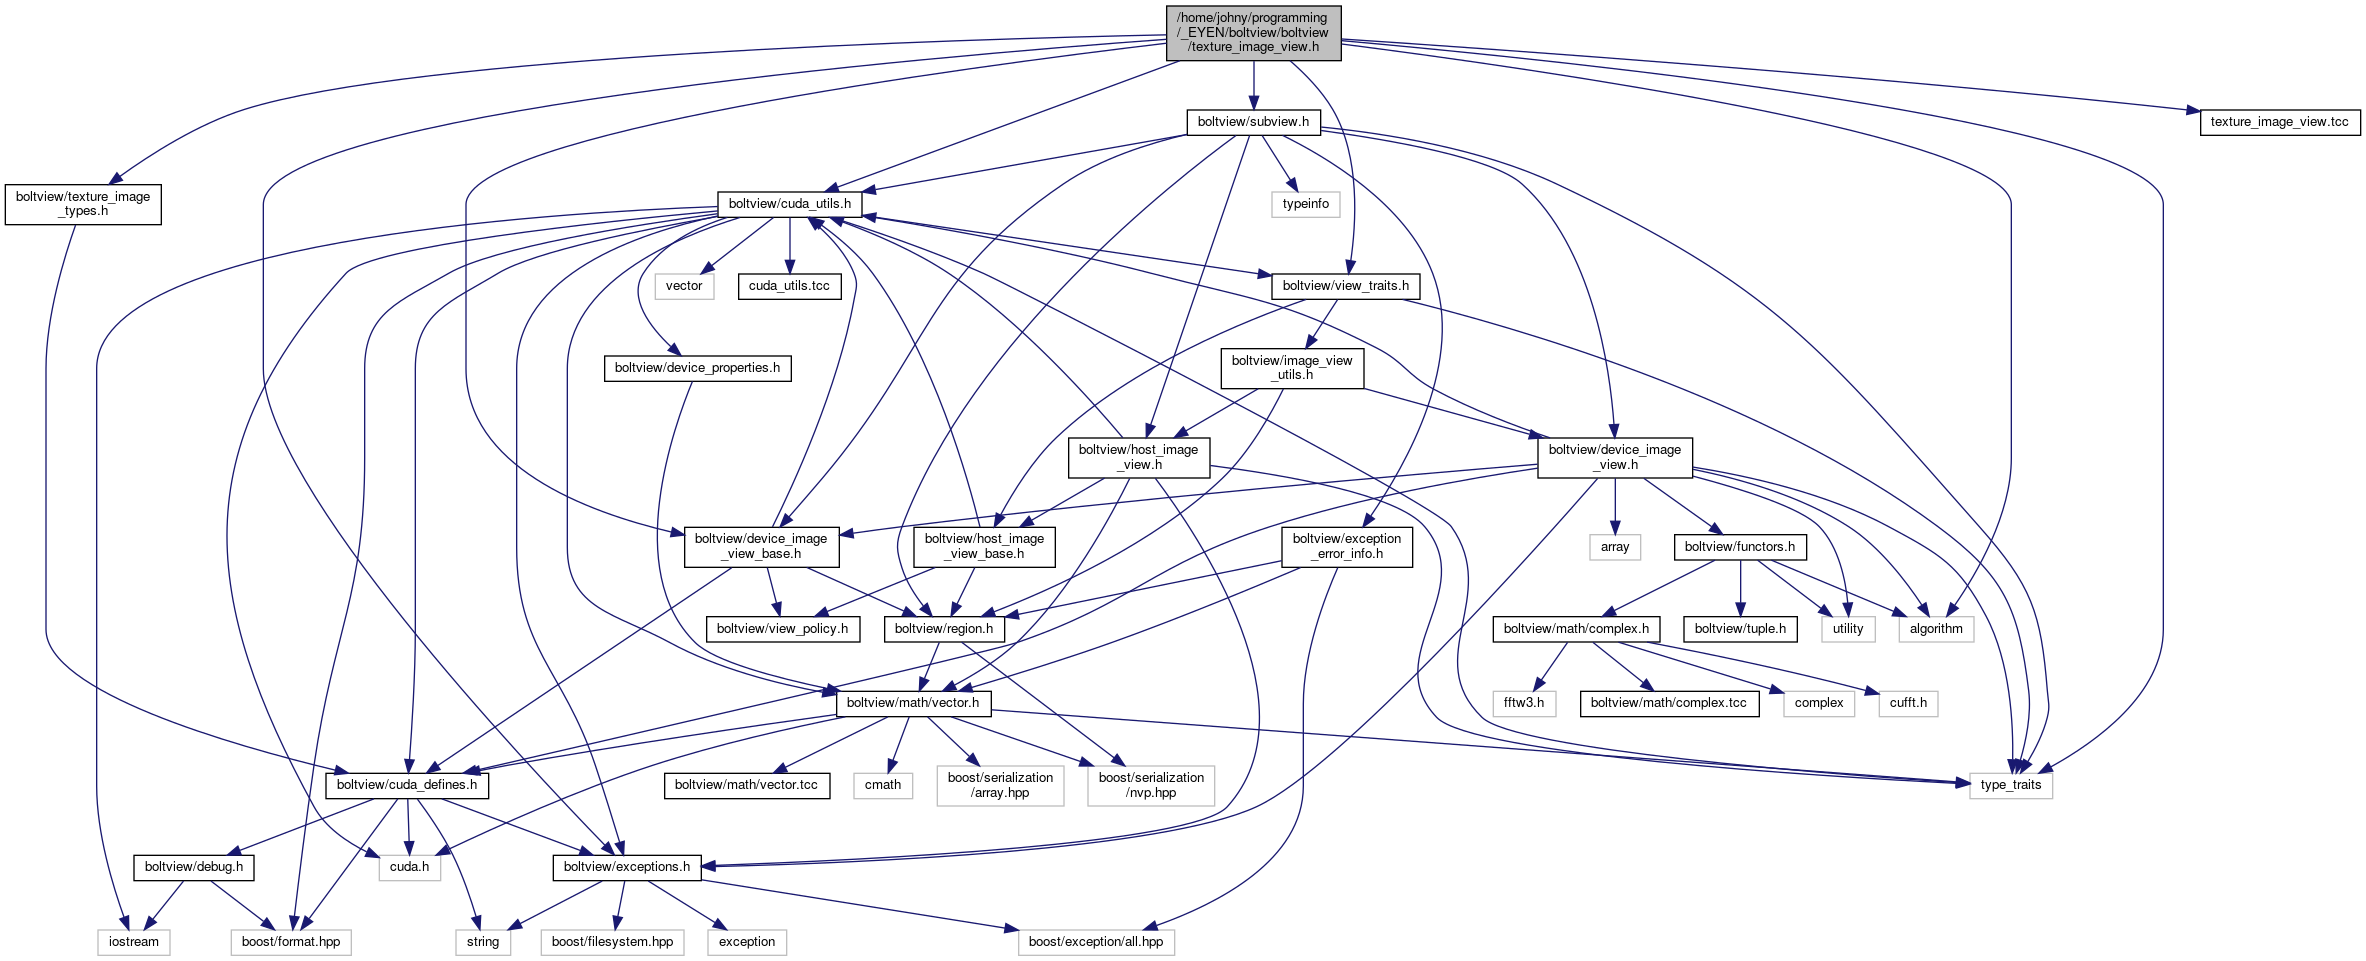 /home/johny/programming
/_EYEN/boltview/boltview
/texture_image_view.h
boltview/subview.h
texture_image_view.tcc
boltview/texture_image
_types.h
boltview/cuda_utils.h
typeinfo
vector
cuda_utils.tcc
boltview/view_traits.h
boltview/device_properties.h
boltview/image_view
_utils.h
boltview/host_image
_view.h
boltview/device_image
_view.h
boltview/device_image
_view_base.h
boltview/host_image
_view_base.h
boltview/exception
_error_info.h
array
boltview/functors.h
boltview/view_policy.h
boltview/region.h
boltview/math/complex.h
boltview/tuple.h
utility
algorithm
boltview/math/vector.h
fftw3.h
boltview/math/complex.tcc
complex
cufft.h
boltview/cuda_defines.h
boltview/math/vector.tcc
cmath
boost/serialization
/array.hpp
boost/serialization
/nvp.hpp
type_traits
boltview/debug.h
cuda.h
boltview/exceptions.h
iostream
boost/format.hpp
string
boost/filesystem.hpp
exception
boost/exception/all.hpp